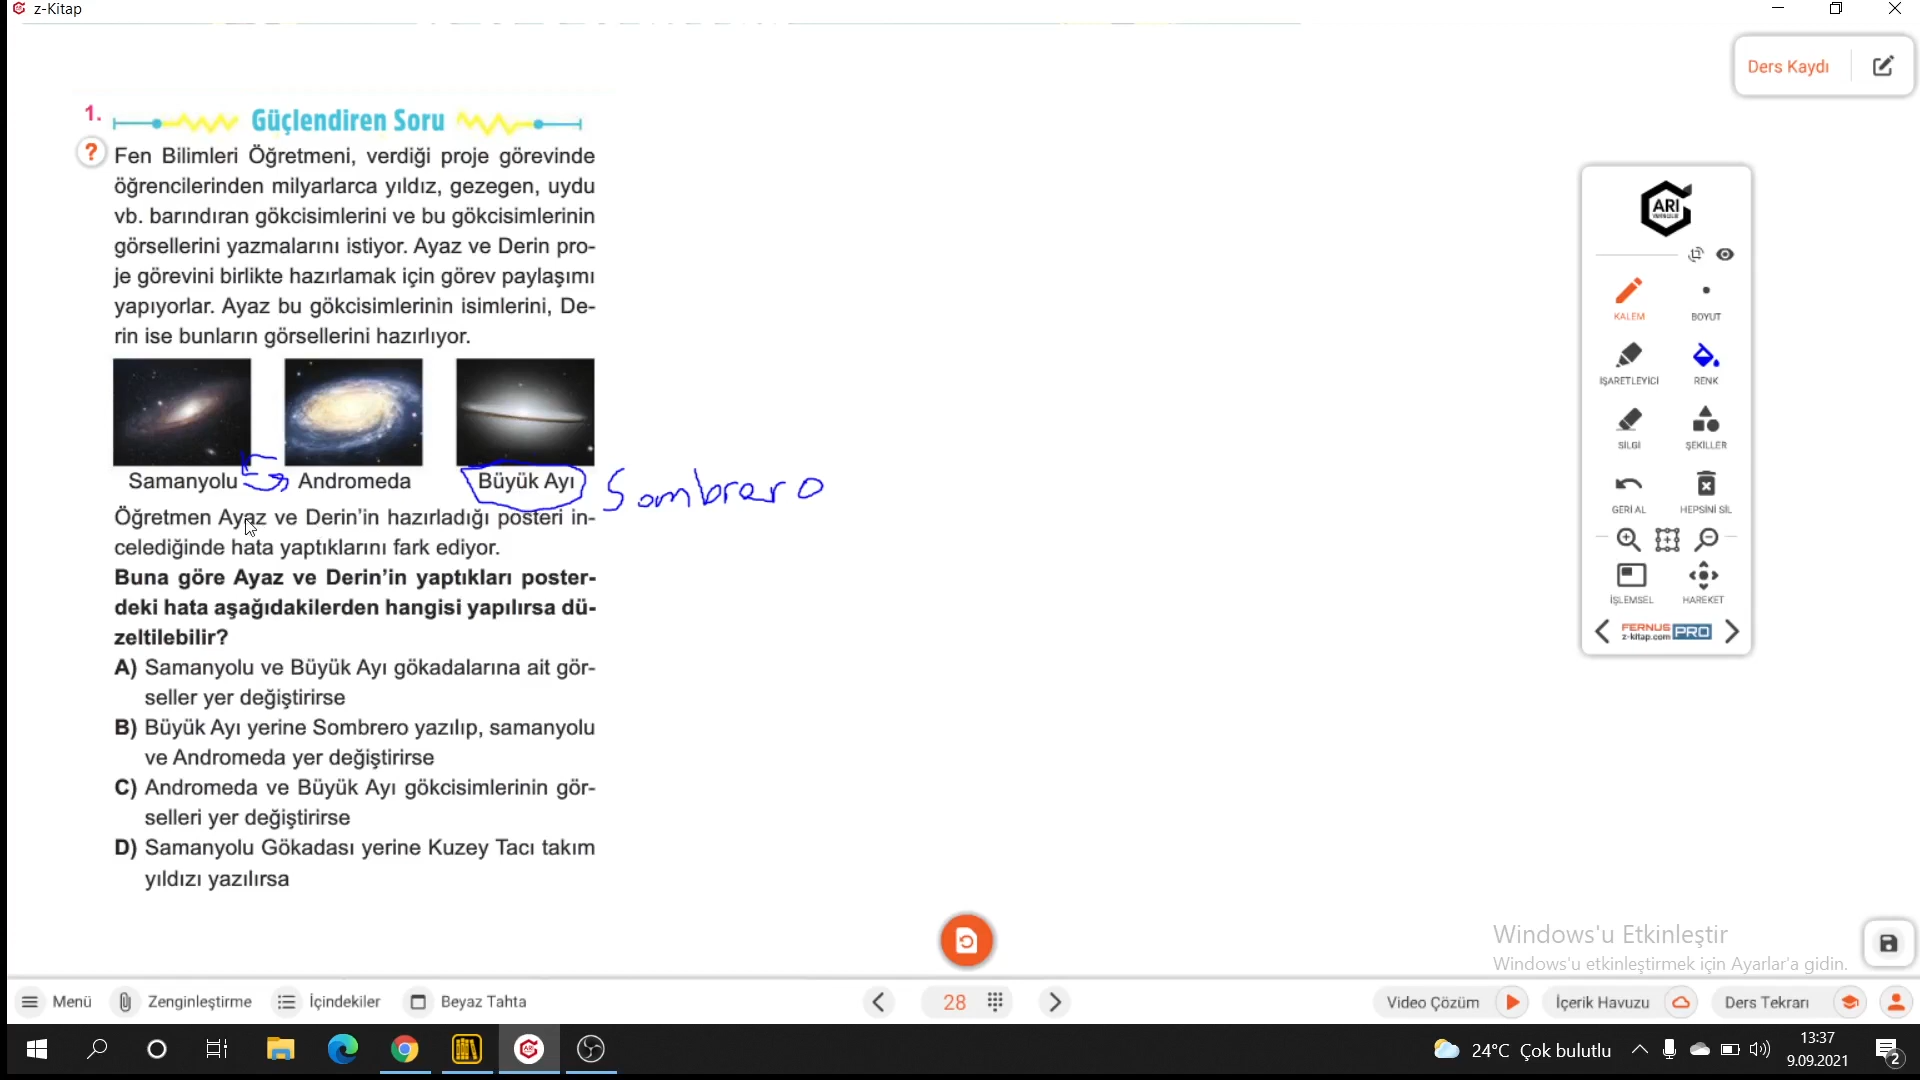 z-Kitap
Ders Kaydı
1.
Güçlendiren Soru
?
Fen Bilimleri Öğretmeni, verdiği proje görevinde
öğrencilerinden milyarlarca yıldız, gezegen, uydu
vb. barındıran gökcisimlerini ve bu gökcisimlerinin
görsellerini yazmalarını istiyor. Ayaz ve Derin pro-
je görevini birlikte hazırlamak için görev paylaşımı
yapıyorlar. Ayaz bu gökcisimlerinin isimlerini, De-
rin ise bunların görsellerini hazırlıyor.
Samanyolu Andromeda Büyük Ayı Sombrero
Öğretmen Ayaz ve Derin’in hazırladığı posteri in-
celediğinde hata yaptıklarını fark ediyor.
Buna göre Ayaz ve Derin’in yaptıkları poster-
deki hata aşağıdakilerden hangisi yapılırsa dü-
zeltilebilir?
A) Samanyolu ve Büyük Ayı gökadalarına ait gör-
seller yer değiştirirse
B) Büyük Ayı yerine Sombrero yazılıp, samanyolu
ve Andromeda yer değiştirirse
C) Andromeda ve Büyük Ayı gökcisimlerinin gör-
selleri yer değiştirirse
D) Samanyolu Gökadası yerine Kuzey Tacı takım
yıldızı yazılırsa
ARI
KALEM BOYUT
İŞARETLEYİCİ RENK
SİLGİ ŞEKİLLER
GERİ AL HEPSİNİ SİL
İŞLEMSEL HAREKET
FERNUS
z-kitap.com PRO
Windows'u Etkinleştir
Windows'u etkinleştirmek için Ayarlar'a gidin.
Menü Zenginleştirme İçindekiler Beyaz Tahta 28 Video Çözüm İçerik Havuzu Ders Tekrarı
24°C Çok bulutlu 13:37
9.09.2021
2